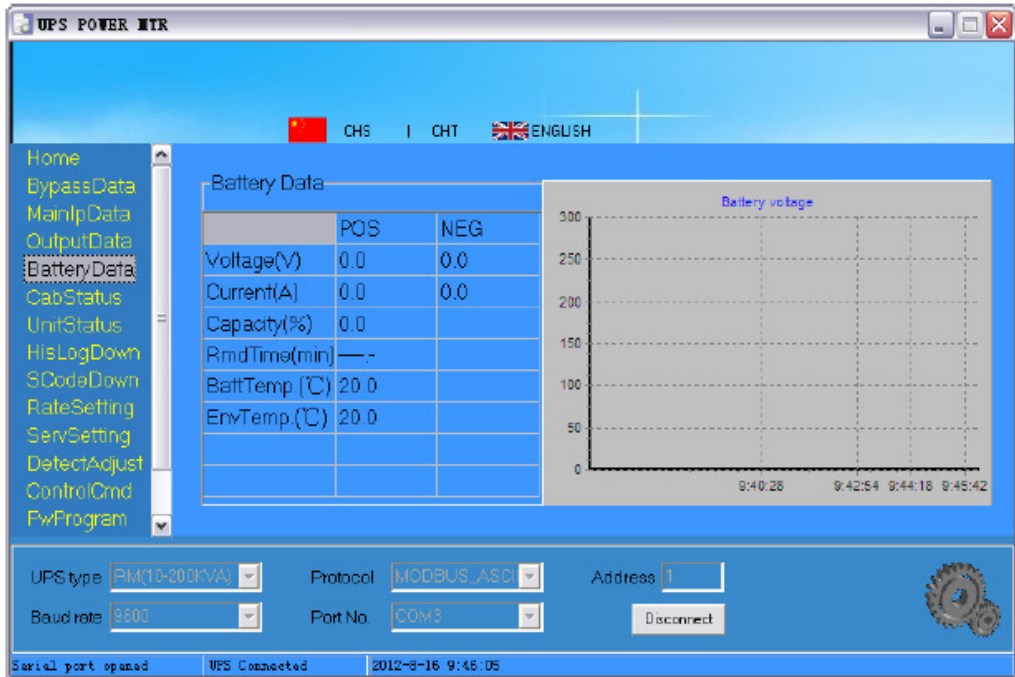 UPS POWER MTR
CHS | CHT ENGLISH
Home
BypassData
MainIpData
OutputData
BatteryData
CabStatus
UnitStatus
HisLogDown
SCodeDown
RateSetting
ServSetting
DetectAdjust
ControlCmd
FwProgram
Battery Data
POS NEG
Voltage(V) 0.0 0.0
Current(A) 0.0 0.0
Capacity(%) 0.0
RmdTime(min) —.-
BattTemp.(℃) 20.0
EnvTemp.(℃) 20.0
Battery voltage
300
250
200
150
100
50
0
9:40:28 9:42:54 9:44:18 9:45:42
UPS type RM(10-200KVA) Protocol MODBUS_ASCI Address 1
Baud rate 9600 Port No. COM3 Disconnect
Serial port opened UPS Connected 2012-8-16 9:46:05